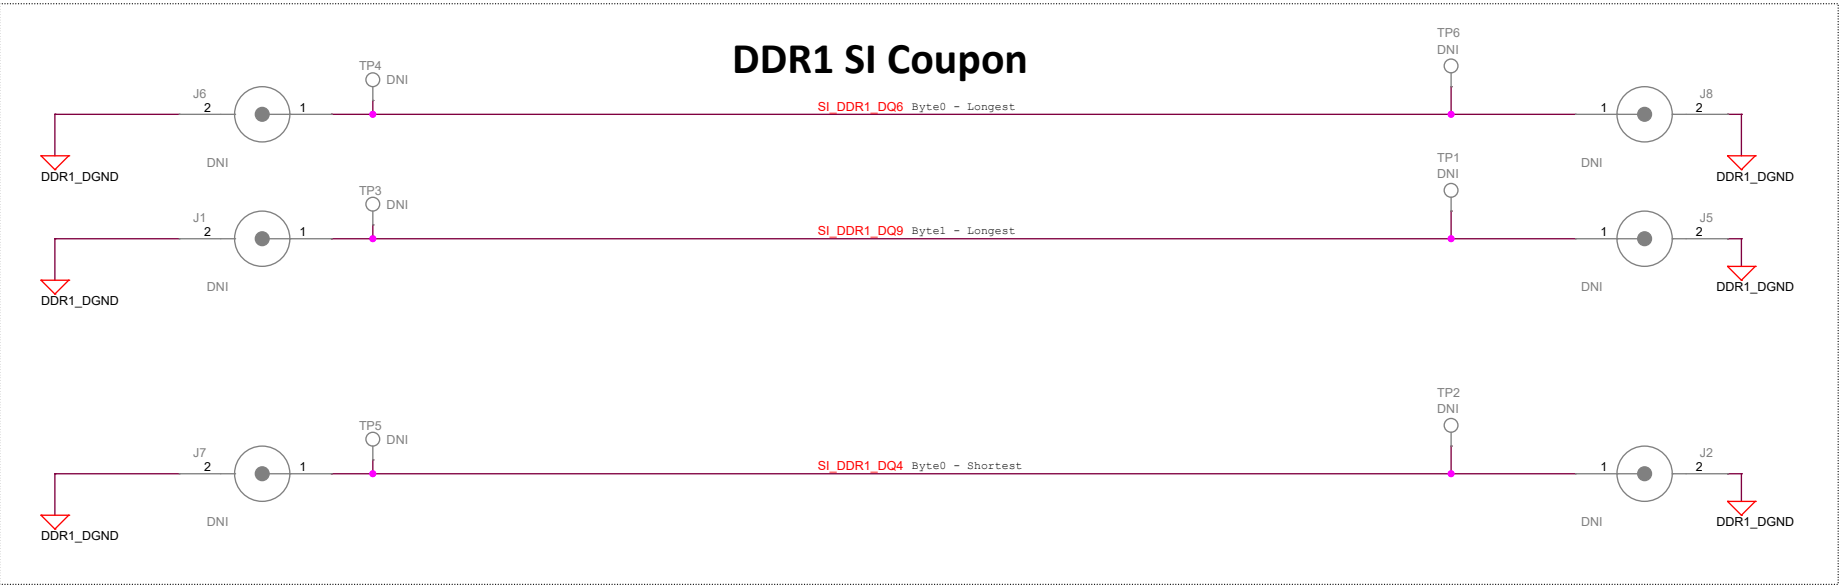 DDR1 SI Coupon
TP6
DNI
TP4
DNI
J6
2
1
SI_DDR1_DQ6 Byte0 - Longest
1
J8
2
DNI
DNI
DDR1_DGND
DDR1_DGND
TP1
DNI
TP3
DNI
J1
2
1
SI_DDR1_DQ9 Byte1 - Longest
1
J5
2
DNI
DNI
DDR1_DGND
DDR1_DGND
TP2
DNI
TP5
DNI
J7
2
1
SI_DDR1_DQ4 Byte0 - Shortest
1
J2
2
DNI
DNI
DDR1_DGND
DDR1_DGND